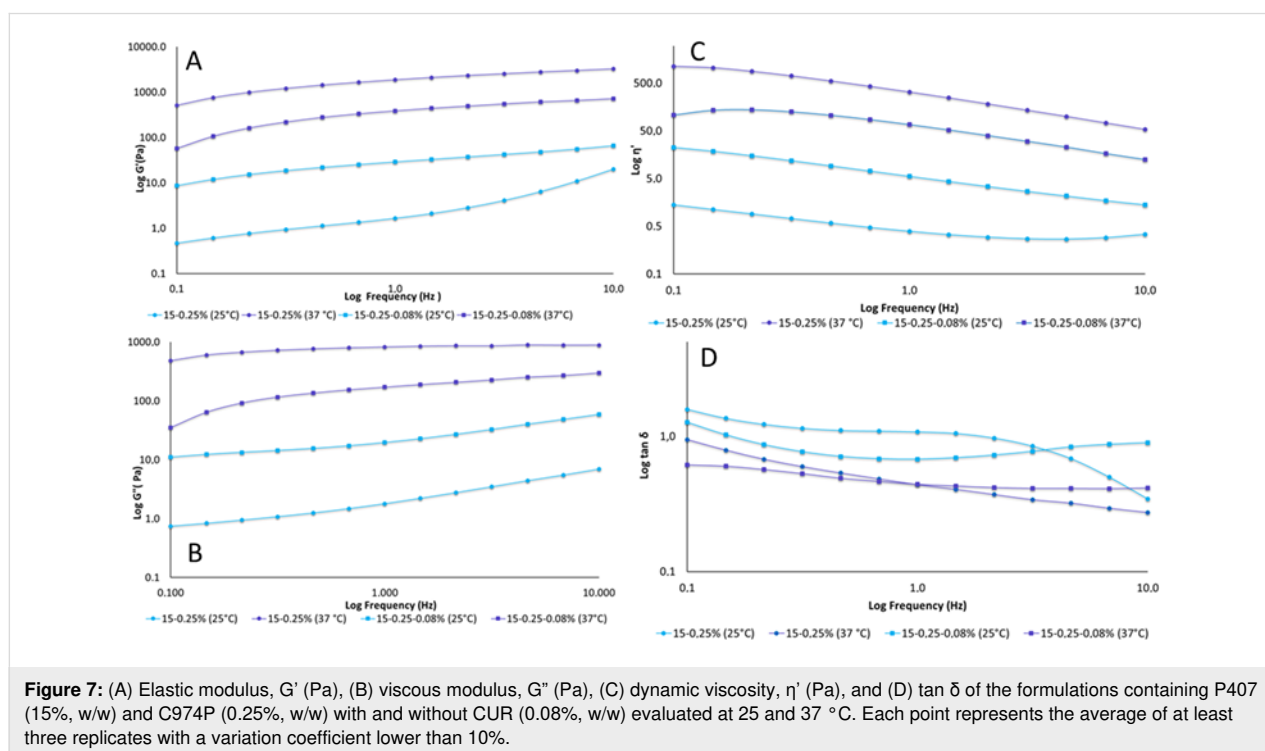 A
10000.0
1000.0
100.0
10.0
1.0
0.1
Log G'(Pa)
0.1
1.0
10.0
Log Frequency (Hz )
15-0.25% (25°C)
15-0.25% (37 °C)
15-0.25-0.08% (25°C)
15-0.25-0.08% (37°C)
C
500.0
50.0
5.0
0.5
0.1
Log η'
0.1
1.0
10.0
Log Frequency (Hz)
15-0.25% (25°C)
15-0.25% (37 °C)
15-0.25-0.08% (25°C)
15-0.25-0.08% (37°C)
B
1000.0
100.0
10.0
1.0
0.1
Log G"( Pa)
0.100
1.000
10.000
Log Frequency (Hz)
15-0.25% (25°C)
15-0.25% (37 °C)
15-0.25-0.08% (25°C)
15-0.25-0.08% (37°C)
D
1.0
0.1
Log tan δ
0.1
1.0
10.0
Log Frequency (Hz)
15-0.25% (25°C)
15-0.25% (37 °C)
15-0.25-0.08% (25°C)
15-0.25-0.08% (37°C)
Figure 7: (A) Elastic modulus, G’ (Pa), (B) viscous modulus, G” (Pa), (C) dynamic viscosity, η’ (Pa), and (D) tan δ of the formulations containing P407
(15%, w/w) and C974P (0.25%, w/w) with and without CUR (0.08%, w/w) evaluated at 25 and 37 °C. Each point represents the average of at least
three replicates with a variation coefficient lower than 10%.